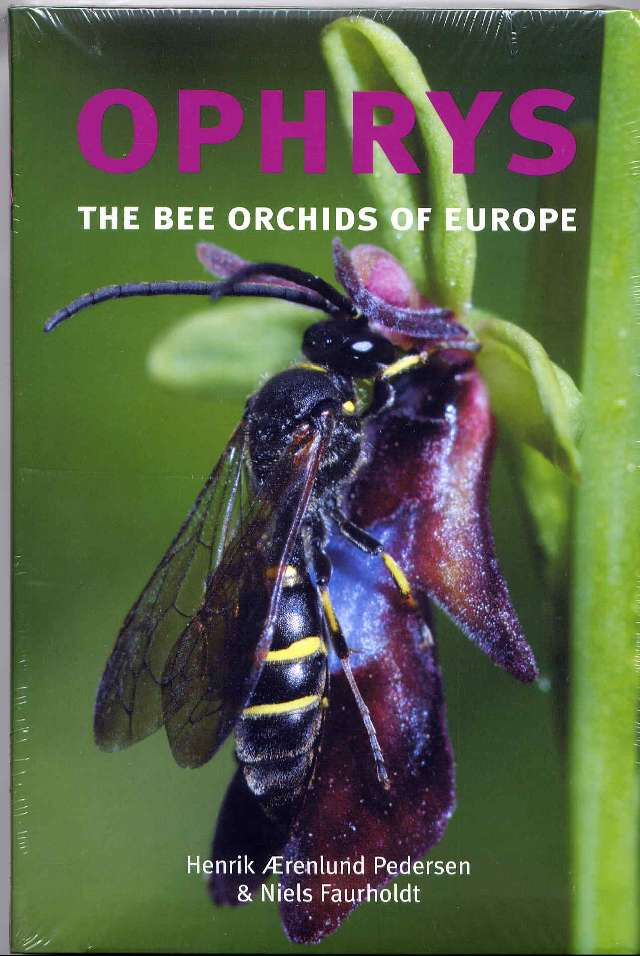 OPHRYS
THE BEE ORCHIDS OF EUROPE
Henrik Ærenlund Pedersen
& Niels Faurholdt